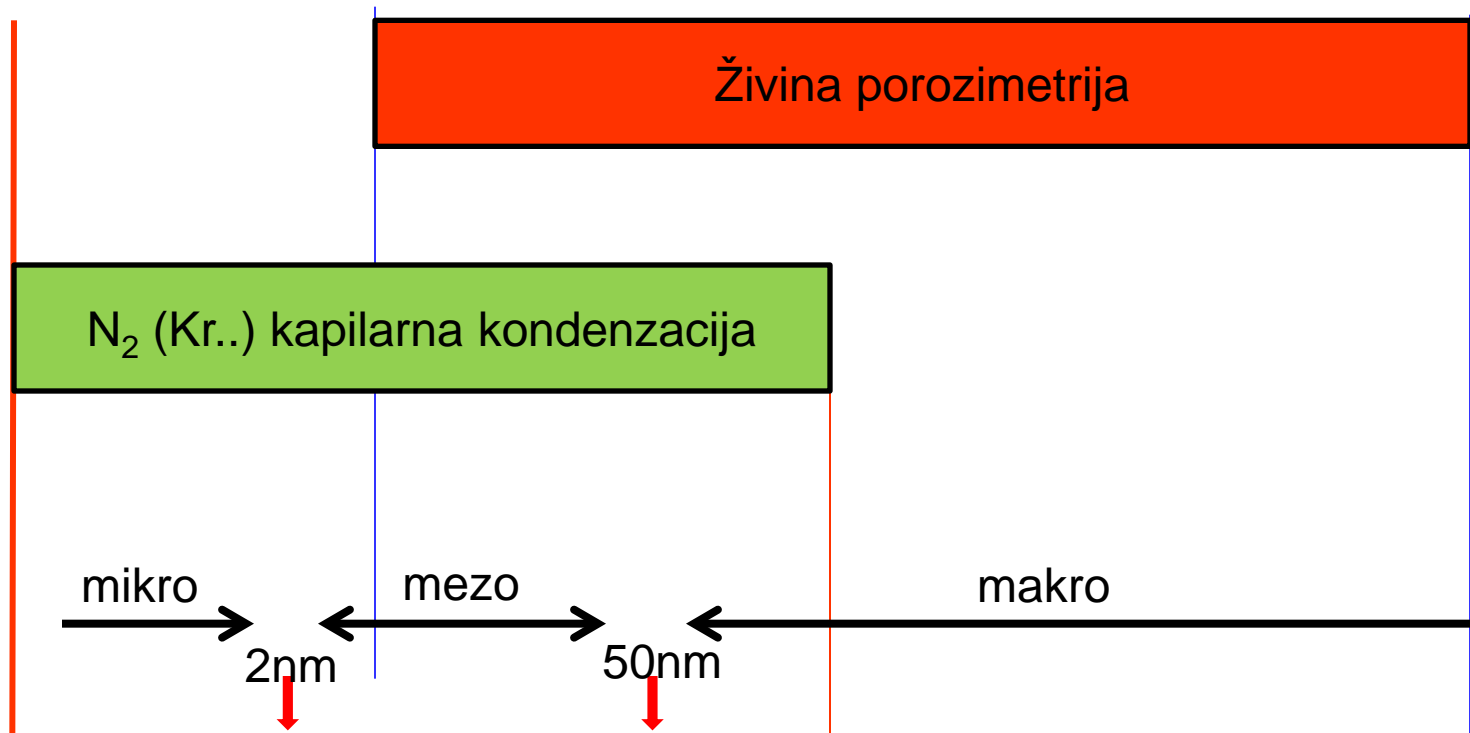 Živina porozimetrija
N₂ (Kr..) kapilarna kondenzacija
mikro mezo makro
2nm 50nm